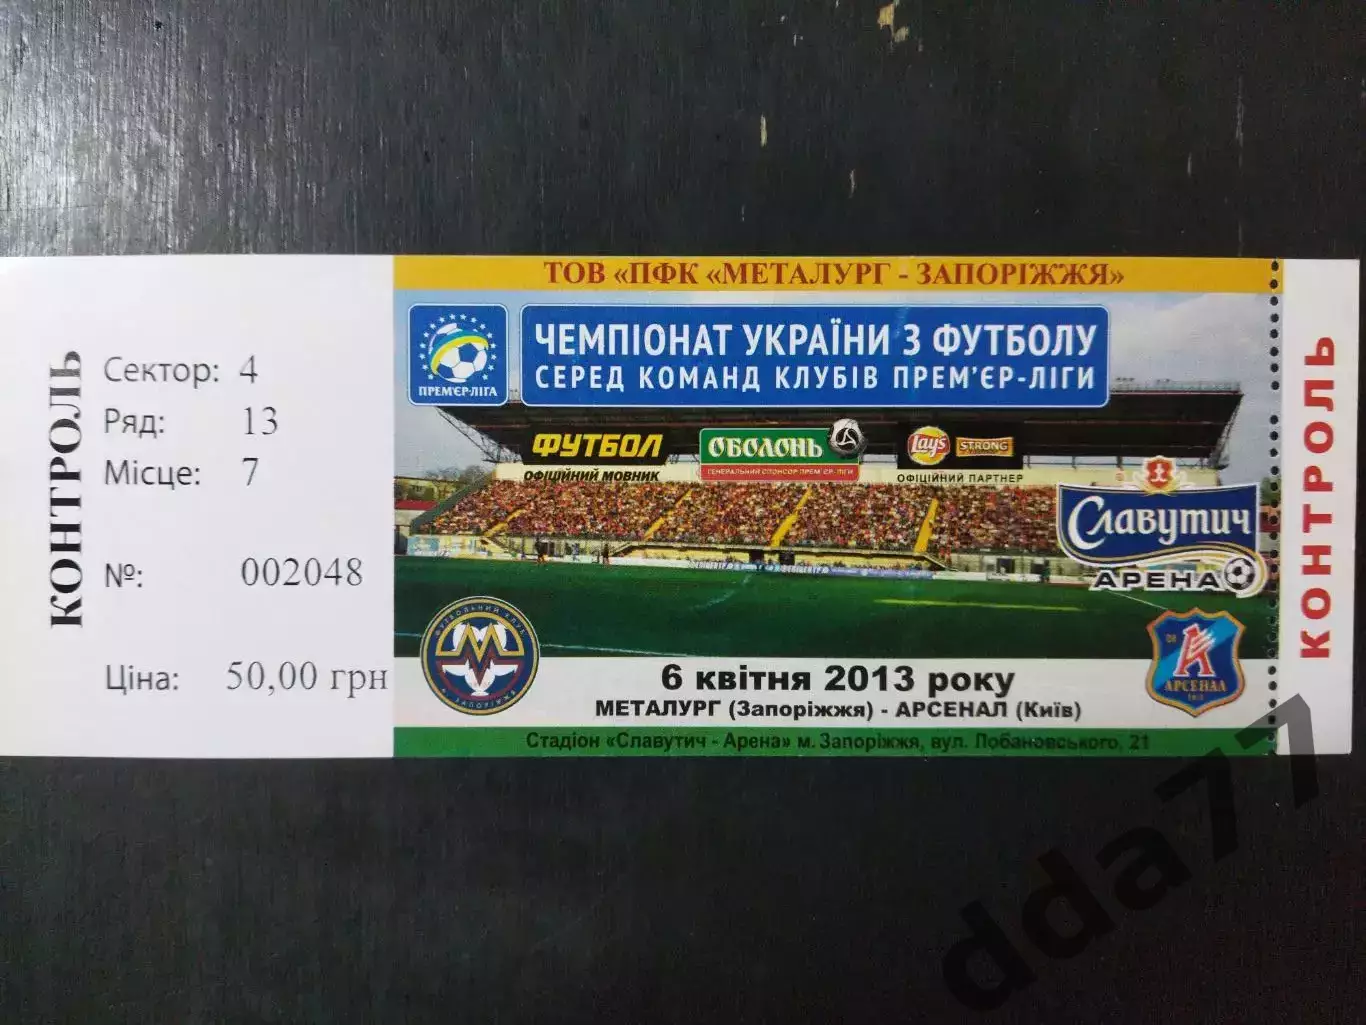 КОНТРОЛЬ
Сектор: 4
Ряд: 13
Місце: 7
№: 002048
Ціна: 50,00 грн
ТОВ «ПФК «МЕТАЛУРГ - ЗАПОРІЖЖЯ»
ПРЕМ'ЄР-ЛІГА
ЧЕМПІОНАТ УКРАЇНИ З ФУТБОЛУ
СЕРЕД КОМАНД КЛУБІВ ПРЕМ'ЄР-ЛІГИ
ФУТБОЛ
ОФІЦІЙНИЙ МОВНИК
ОБОЛОНЬ
ГЕНЕРАЛЬНИЙ СПОНСОР ПРЕМ'ЄР-ЛІГИ
Lay's STRONG
ОФІЦІЙНИЙ ПАРТНЕР
Славутич
АРЕНА
ФУТБОЛЬНИЙ КЛУБ
М
ЗАПОРІЖЖЯ
К
АРСЕНАЛ
6 квітня 2013 року
МЕТАЛУРГ (Запоріжжя) - АРСЕНАЛ (Київ)
Стадіон «Славутич - Арена» м. Запоріжжя, вул. Лобановського, 21
КОНТРОЛЬ
dda77